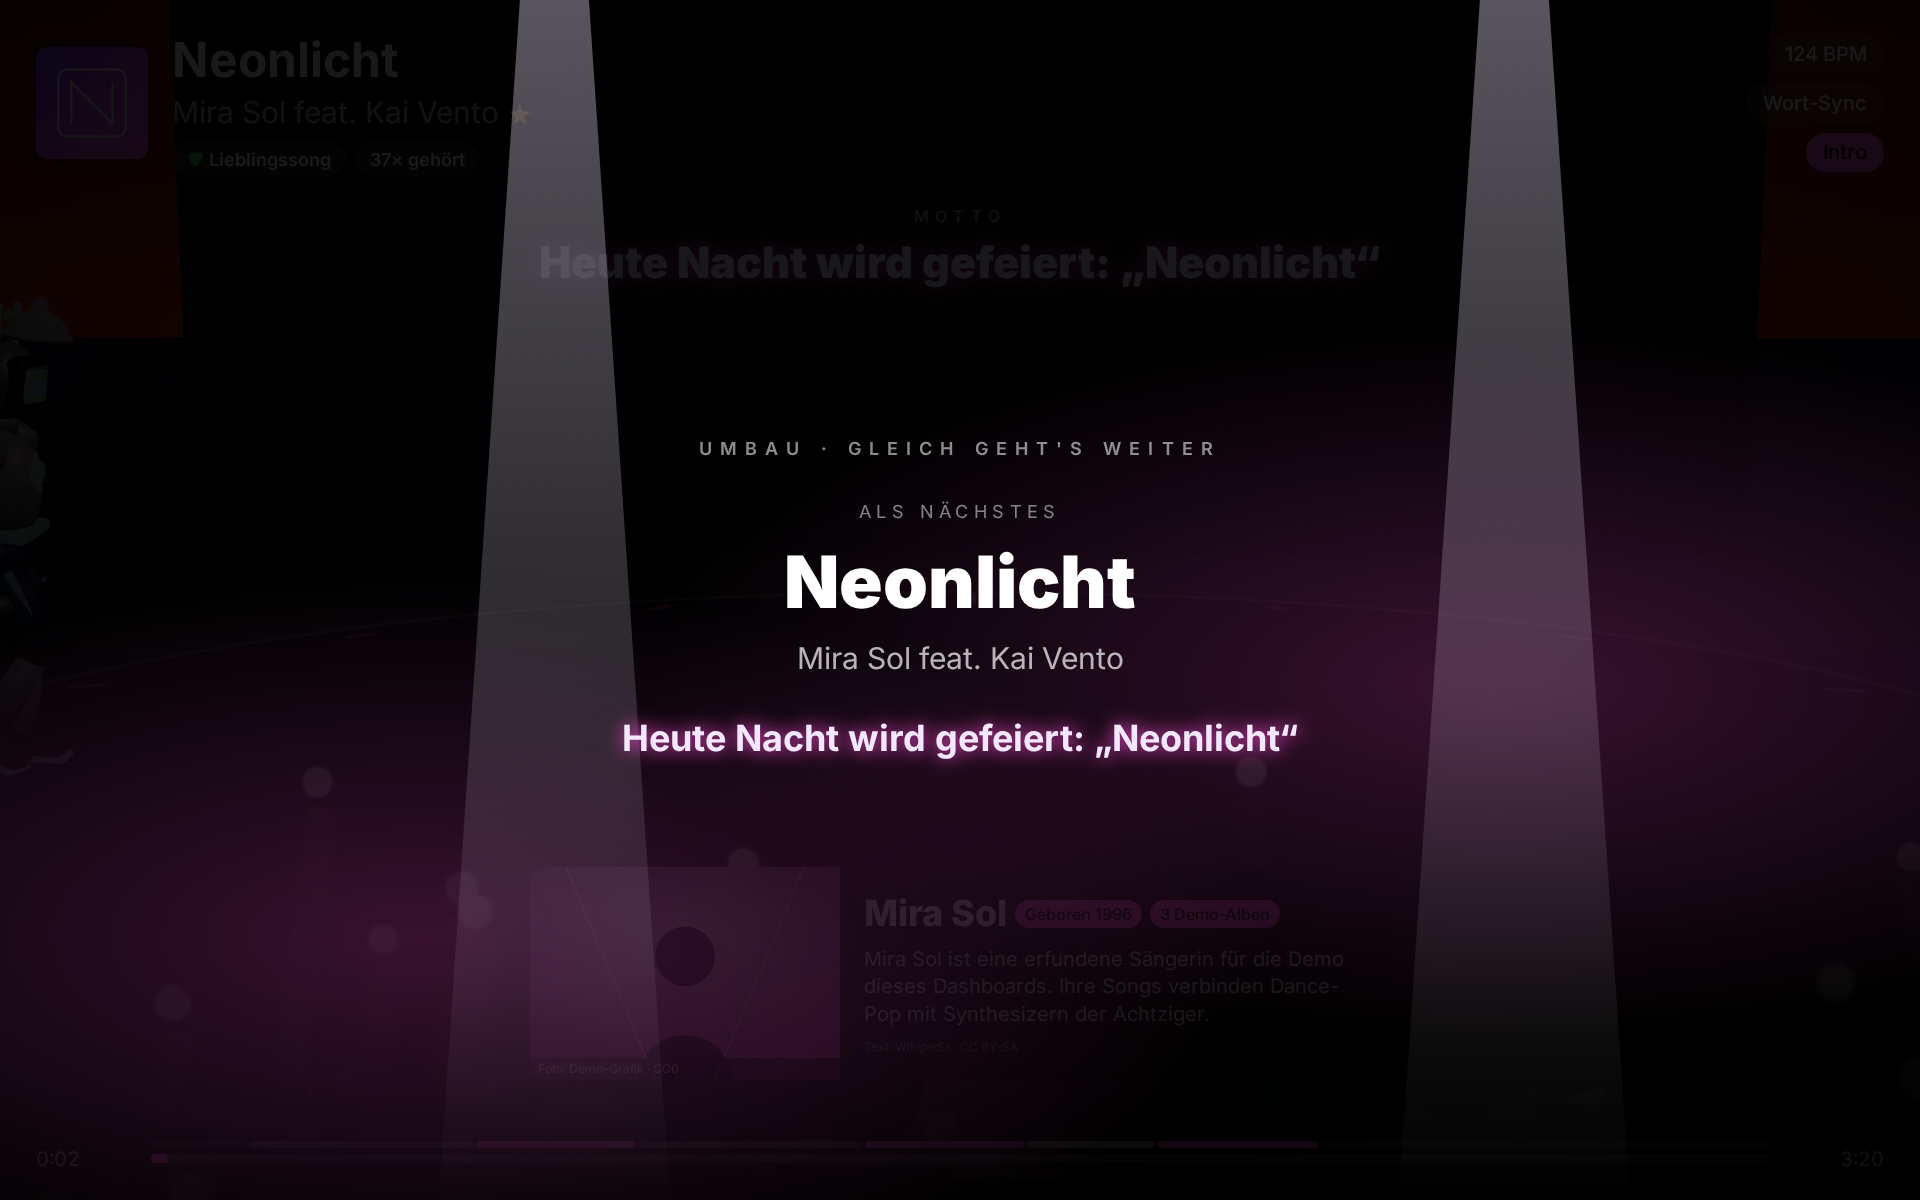 Neonlicht
Mira Sol feat. Kai Vento ★
Lieblingssong
37× gehört
124 BPM
Wort-Sync
Intro
MOTTO
Heute Nacht wird gefeiert: „Neonlicht“
UMBAU · GLEICH GEHT'S WEITER
ALS NÄCHSTES
Neonlicht
Mira Sol feat. Kai Vento
Heute Nacht wird gefeiert: „Neonlicht“
Mira Sol
Geboren 1996
3 Demo-Alben
Mira Sol ist eine erfundene Sängerin für die Demo
dieses Dashboards. Ihre Songs verbinden Dance-
Pop mit Synthesizern der Achtziger.
Text: Wikipedia · CC BY-SA
Foto: Demo-Grafik · CC0
0:02
3:20